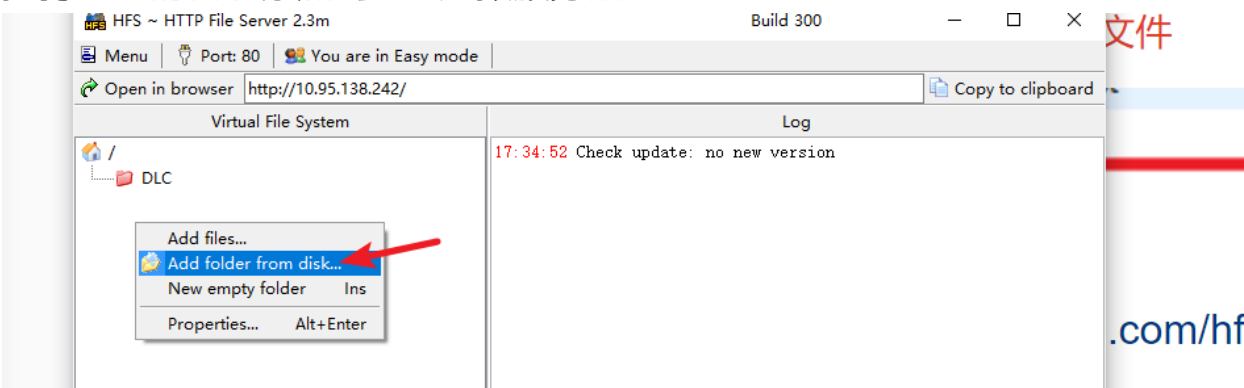 HFS ~ HTTP File Server 2.3m Build 300
Menu Port: 80 You are in Easy mode
Open in browser http://10.95.138.242/ Copy to clipboard
Virtual File System Log
/
DLC
17:34:52 Check update: no new version
Add files...
Add folder from disk...
New empty folder Ins
Properties... Alt+Enter
文件
.com/hf